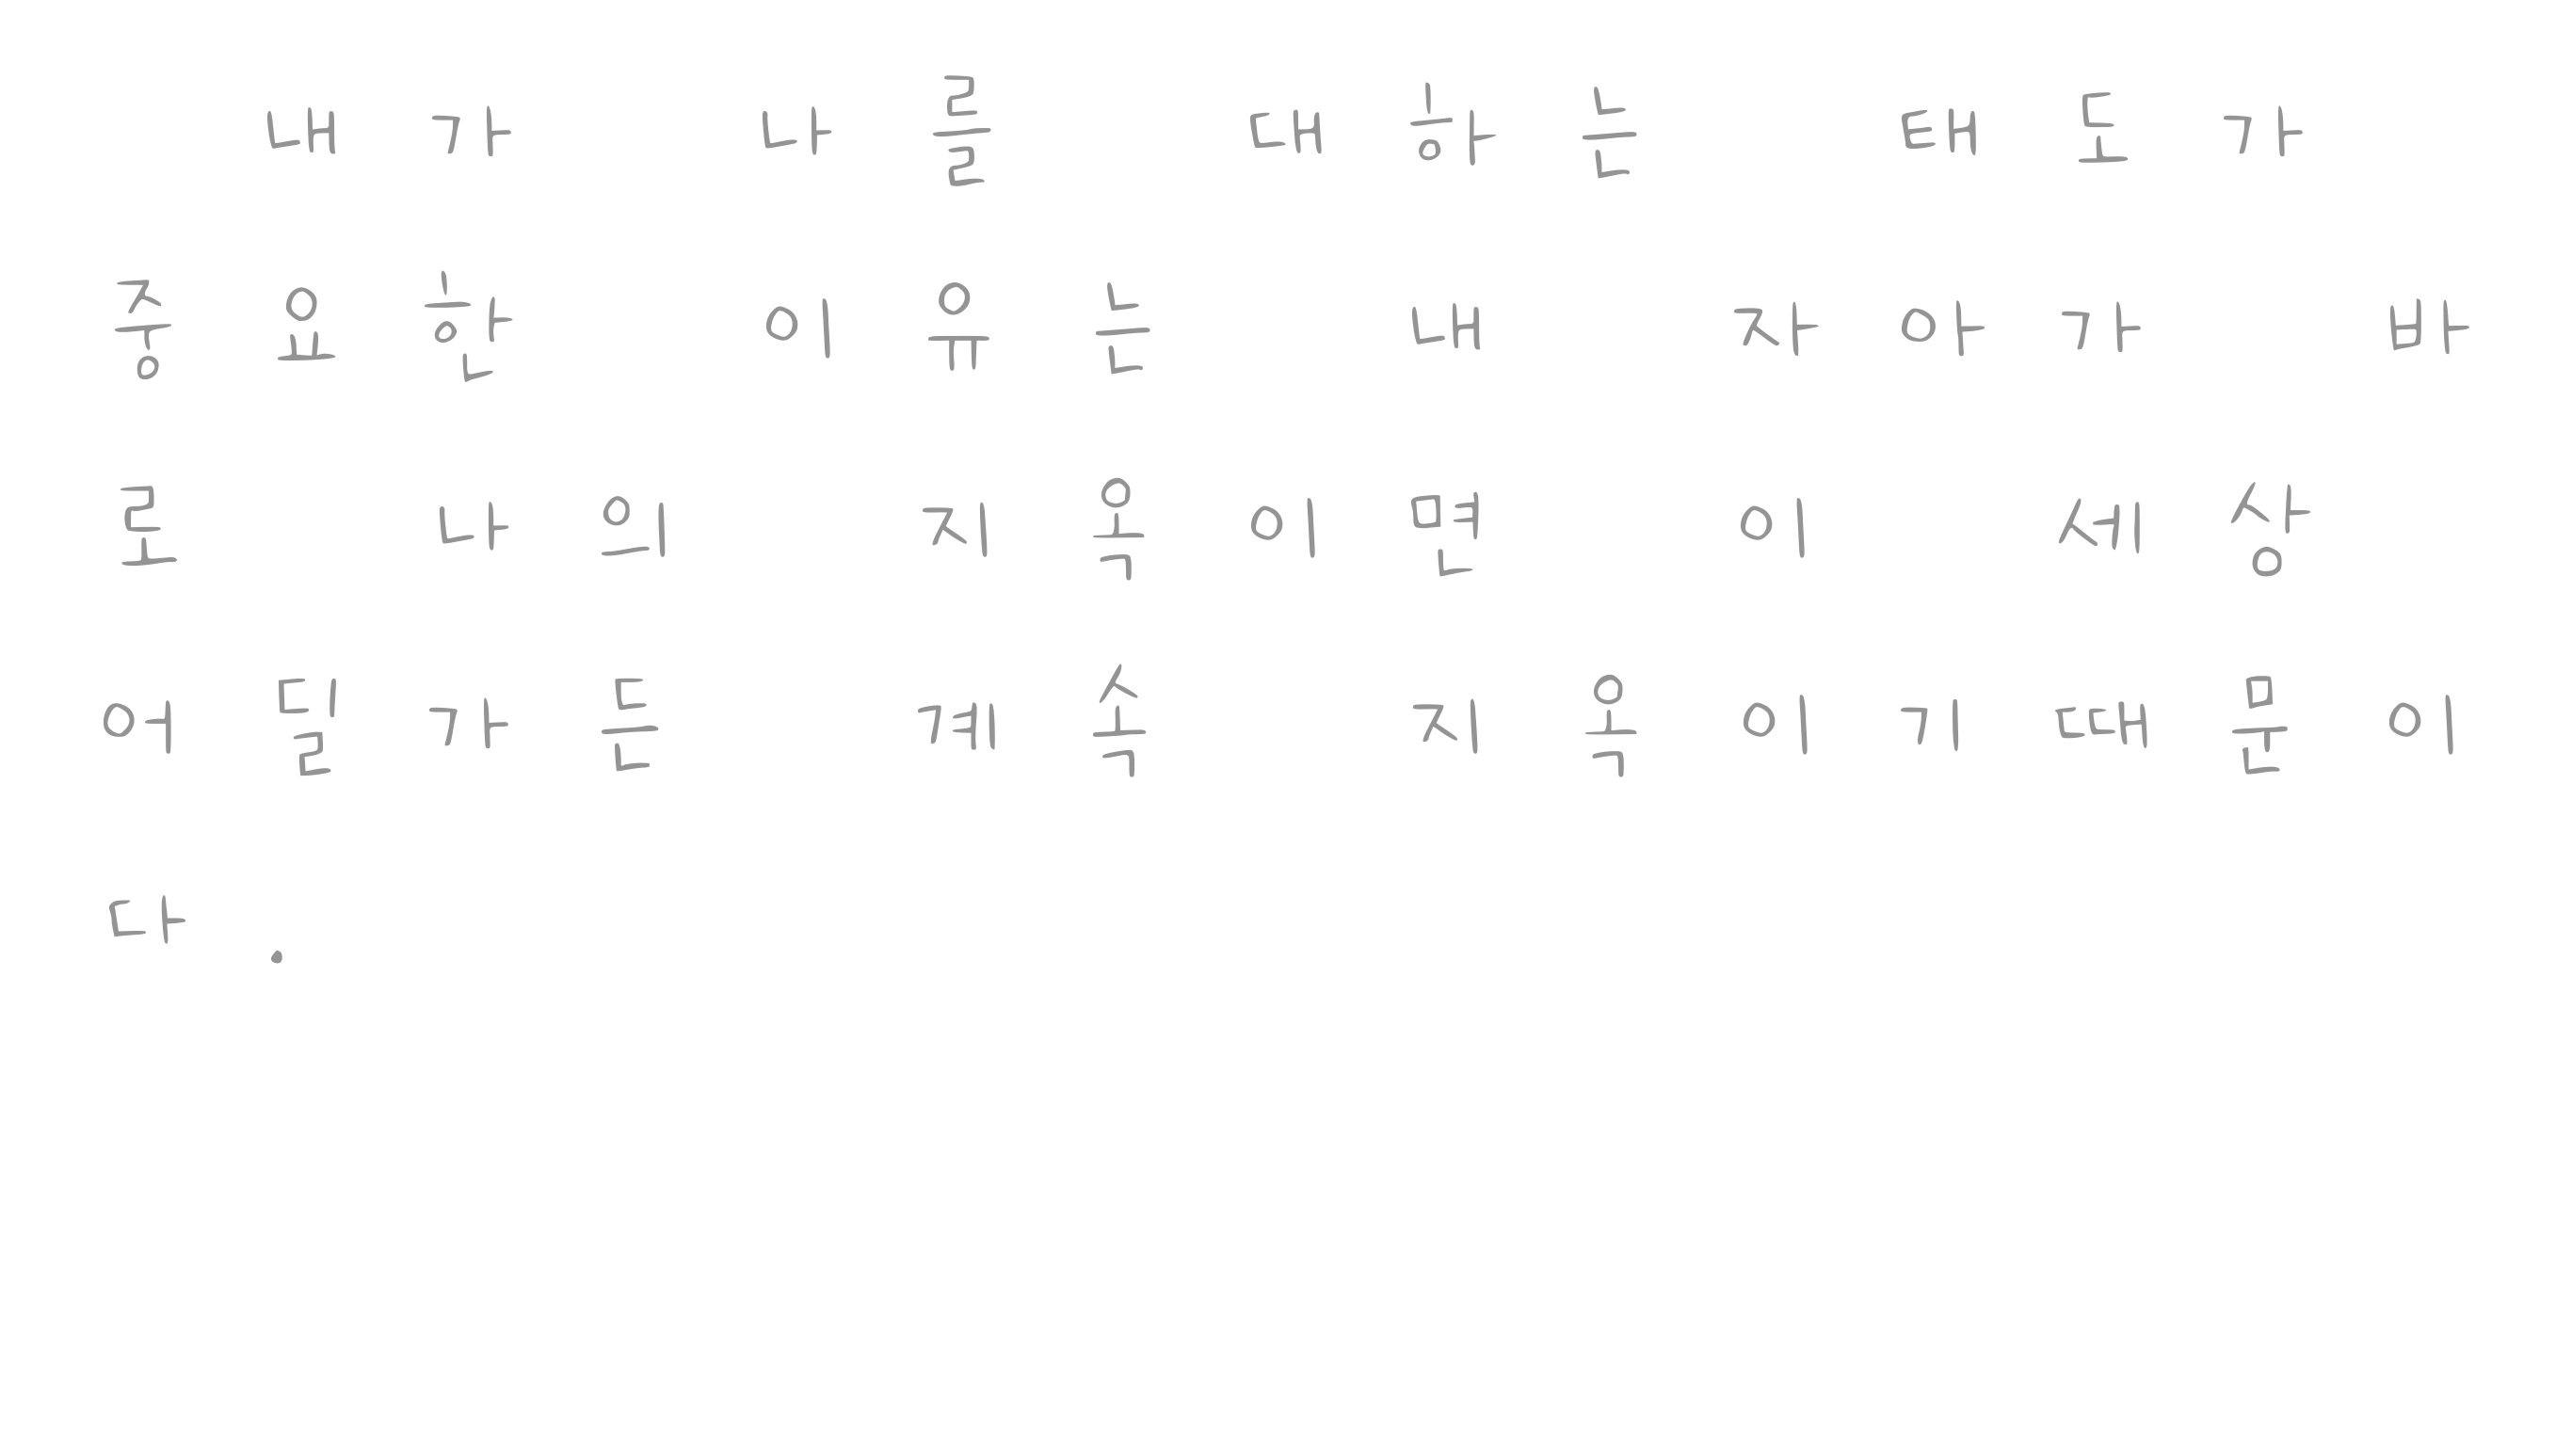 내가 나를 대하는 태도가
중요한 이유는 내 자아가 바
로 나의 지옥이면 이 세상
어딜가든 계속 지옥이기때문이
다.